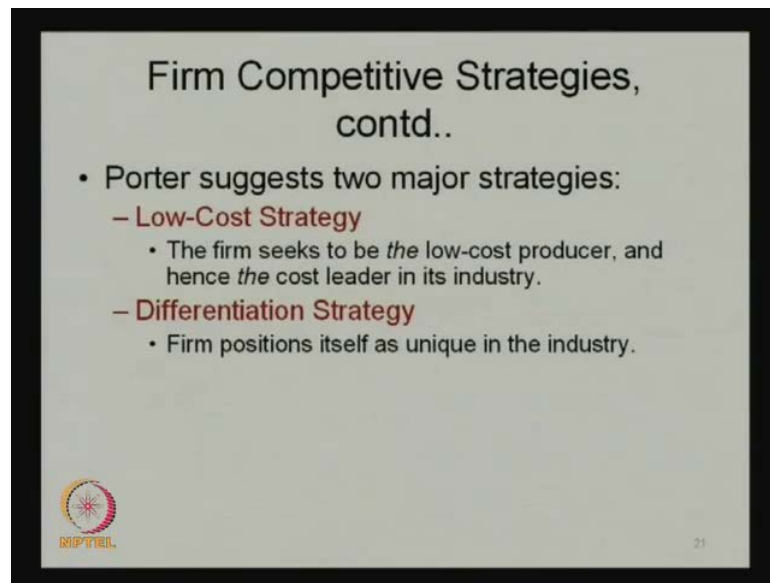 Firm Competitive Strategies,
contd..
• Porter suggests two major strategies:
– Low-Cost Strategy
• The firm seeks to be the low-cost producer, and
hence the cost leader in its industry.
– Differentiation Strategy
• Firm positions itself as unique in the industry.
NPTEL
21